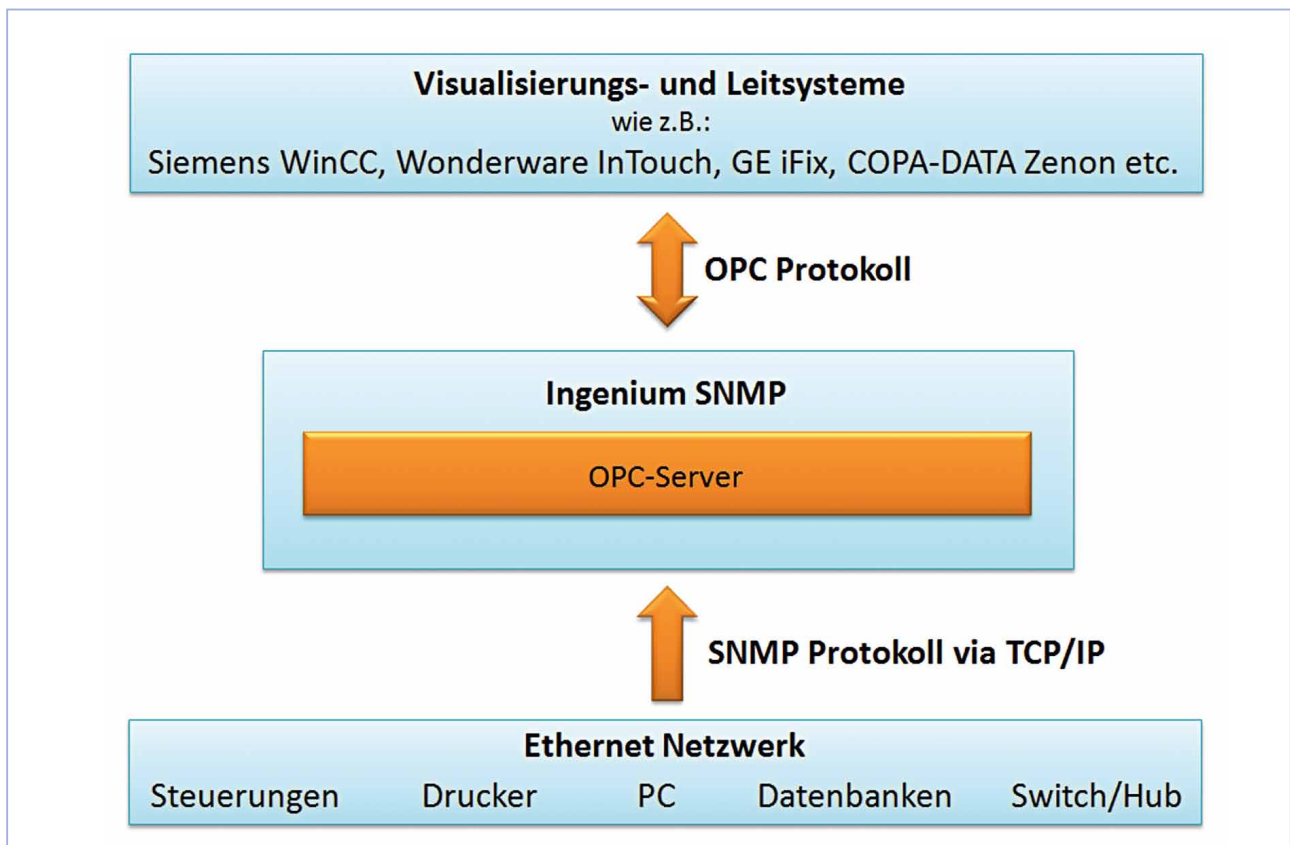 Visualisierungs- und Leitsysteme
wie z.B.:
Siemens WinCC, Wonderware InTouch, GE iFix, COPA-DATA Zenon etc.
OPC Protokoll
Ingenium SNMP
OPC-Server
SNMP Protokoll via TCP/IP
Ethernet Netzwerk
Steuerungen Drucker PC Datenbanken Switch/Hub